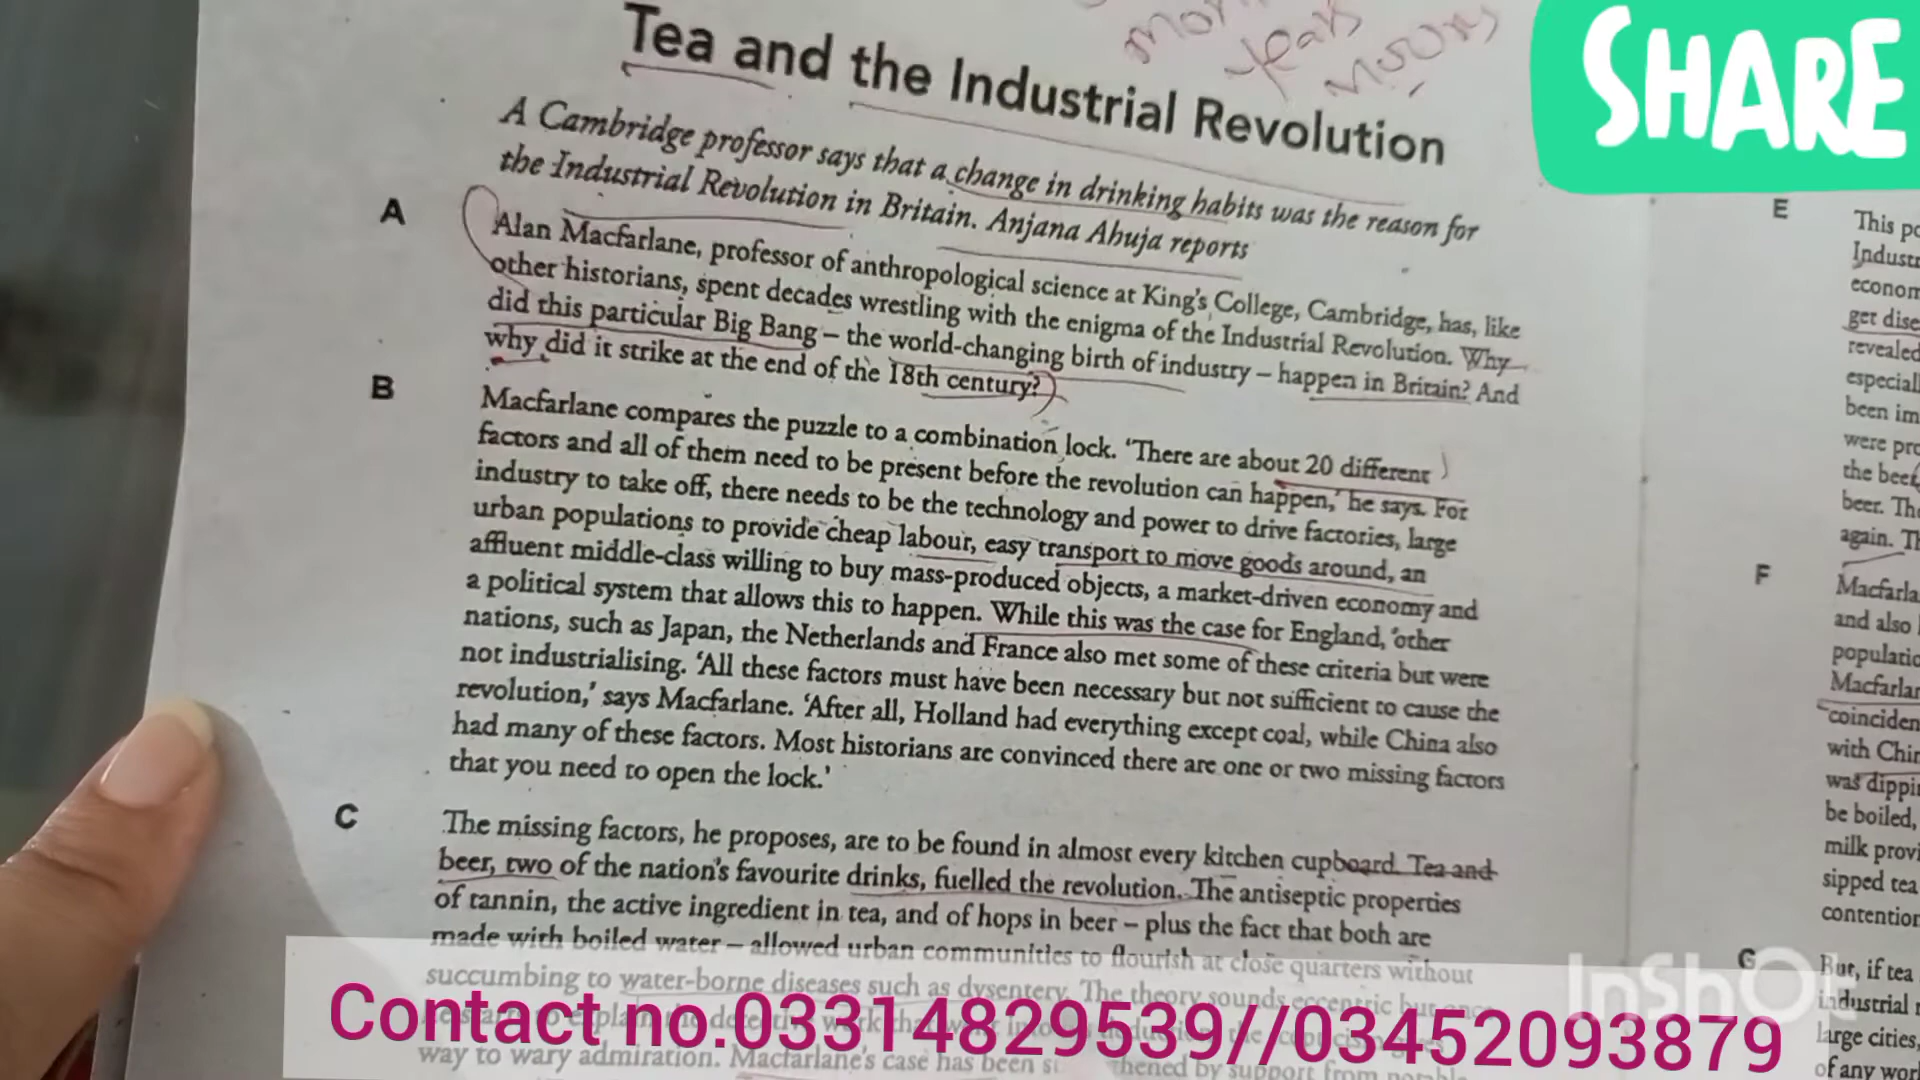 Tea and the Industrial Revolution
SHARE
A Cambridge professor says that a change in drinking habits was the reason for
the Industrial Revolution in Britain. Anjana Ahuja reports
A
Alan Macfarlane, professor of anthropological science at King's College, Cambridge, has, like
other historians, spent decades wrestling with the enigma of the Industrial Revolution. Why
did this particular Big Bang – the world-changing birth of industry – happen in Britain? And
why did it strike at the end of the 18th century?
B
Macfarlane compares the puzzle to a combination lock. 'There are about 20 different
factors and all of them need to be present before the revolution can happen,' he says. For
industry to take off, there needs to be the technology and power to drive factories, large
urban populations to provide cheap labour, easy transport to move goods around, an
affluent middle-class willing to buy mass-produced objects, a market-driven economy and
a political system that allows this to happen. While this was the case for England, other
nations, such as Japan, the Netherlands and France also met some of these criteria but were
not industrialising. 'All these factors must have been necessary but not sufficient to cause the
revolution,' says Macfarlane. 'After all, Holland had everything except coal, while China also
had many of these factors. Most historians are convinced there are one or two missing factors
that you need to open the lock.'
C
The missing factors, he proposes, are to be found in almost every kitchen cupboard. Tea and
beer, two of the nation's favourite drinks, fuelled the revolution. The antiseptic properties
of tannin, the active ingredient in tea, and of hops in beer – plus the fact that both are
made with boiled water – allowed urban communities to flourish at close quarters without
succumbing to water-borne diseases such as dysentery. The theory sounds eccentric but once
way to wary admiration. Macfarlane's case has been by support from notable
E
This
Indust
econom
get dise
revealed
especial
been im
were pro
the beer
beer. Th
again. T
F
Macfarla
and also
populatio
Macfarlan
coinciden
with Chin
was dippi
be boiled,
milk provi
sipped tea
contention
G
But, if tea
industrial
large cities,
of any wor
InShOt
Contact no.03314829539//03452093879